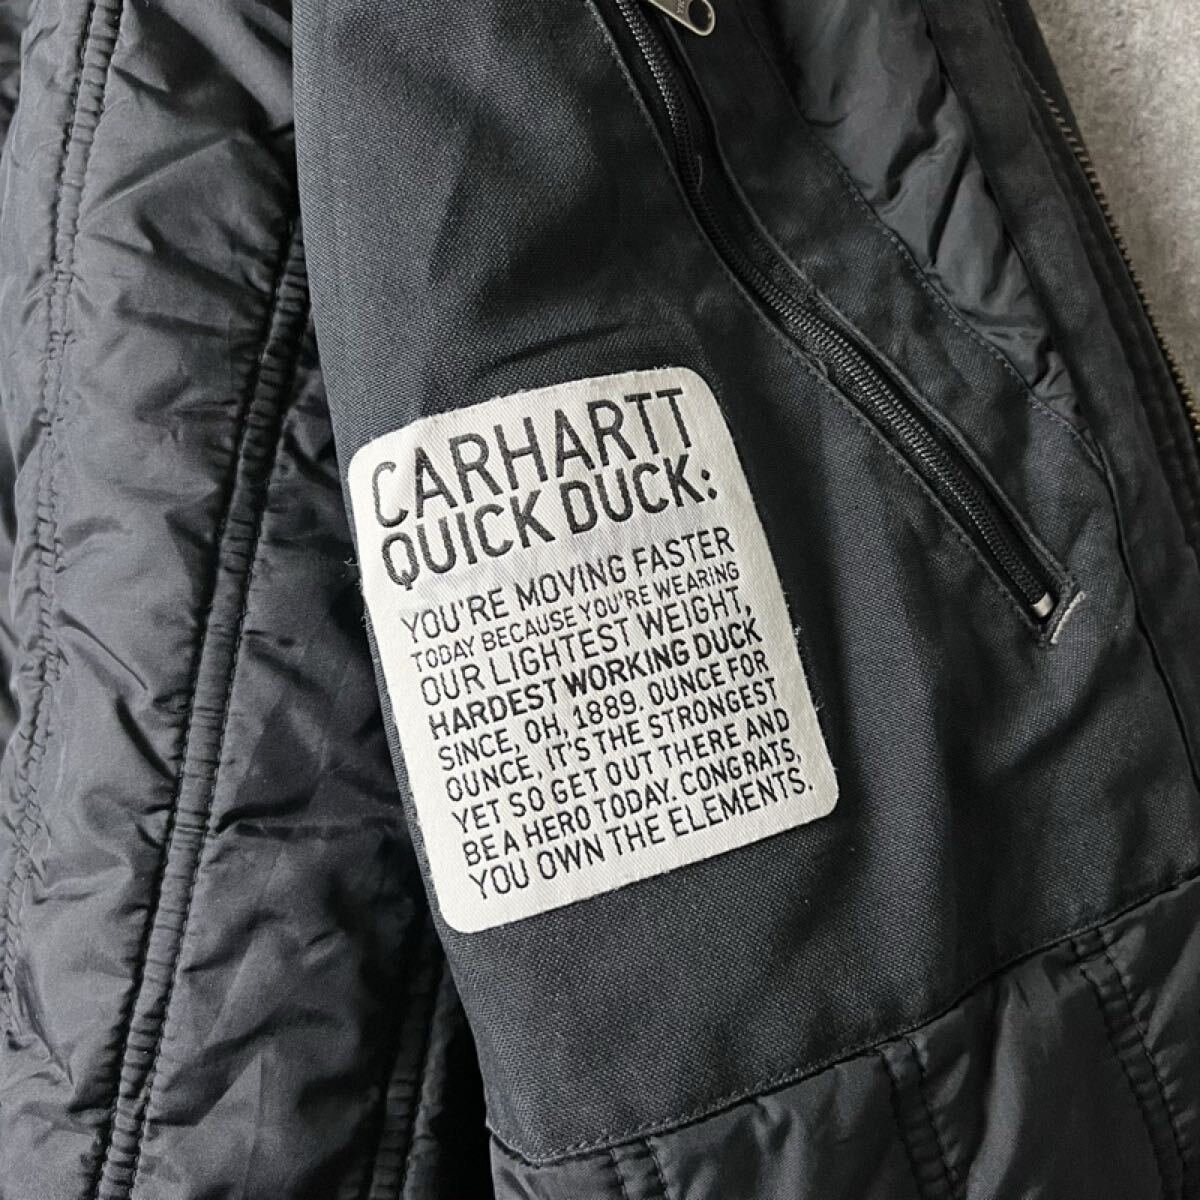 CARHARTT
QUICK DUCK:
YOU'RE MOVING FASTER
TODAY BECAUSE YOU'RE WEARING
OUR LIGHTEST WEIGHT,
HARDEST WORKING DUCK
SINCE, OH, 1889. OUNCE FOR
OUNCE, IT'S THE STRONGEST
YET SO GET OUT THERE AND
BE A HERO TODAY. CONGRATS,
YOU OWN THE ELEMENTS.